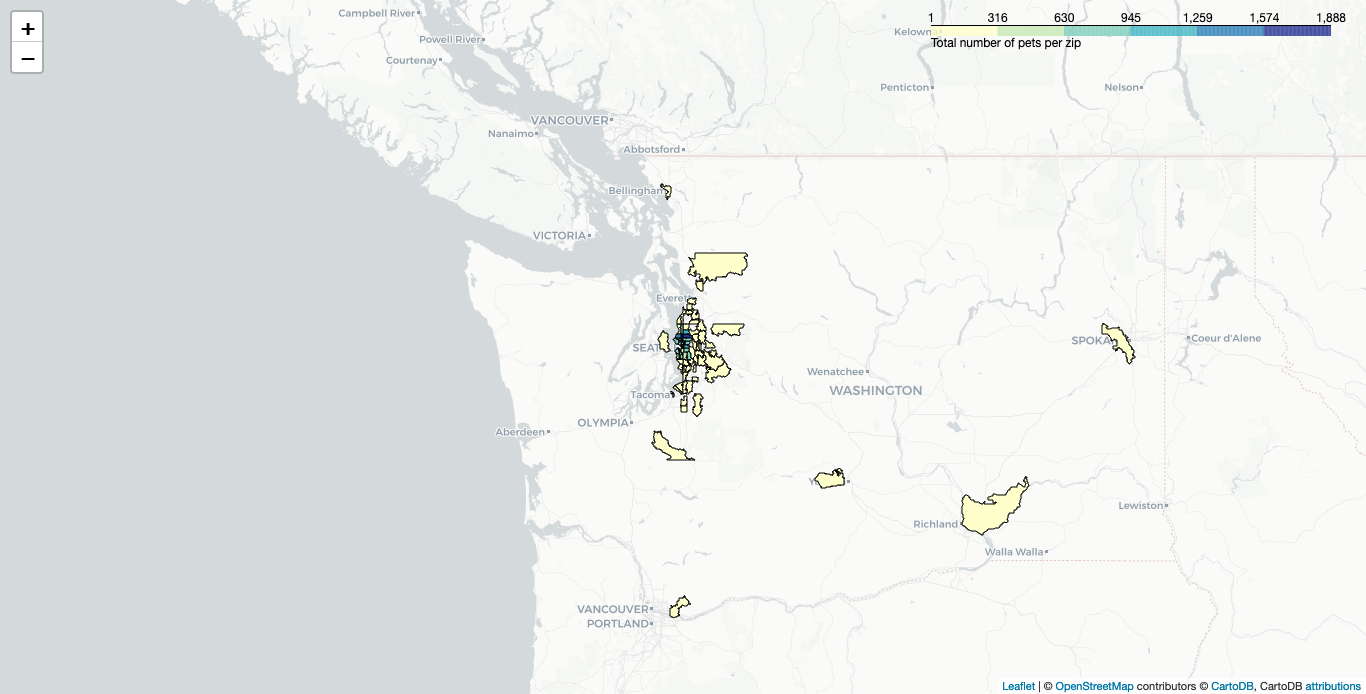 +
−
1 316 630 945 1,259 1,574 1,888
Total number of pets per zip
Campbell River
Powell River
Courtenay
Kelown
Penticton
Nelson
VANCOUVER
Nanaimo
Abbotsford
Bellingham
VICTORIA
Everet
SEAT
SPOKA
Coeur d'Alene
Wenatchee
WASHINGTON
Tacoma
OLYMPIA
Aberdeen
Lewiston
Richland
Walla Walla
VANCOUVER
PORTLAND
Leaflet | © OpenStreetMap contributors © CartoDB, CartoDB attributions